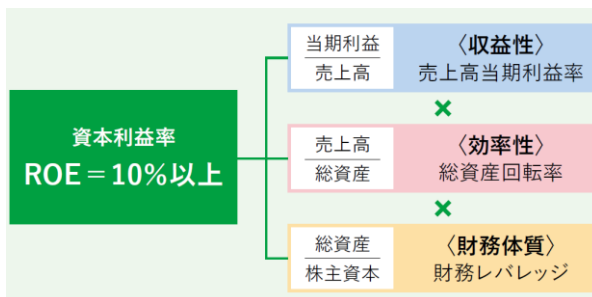 資本利益率
ROE＝10%以上
当期利益
売上高
〈収益性〉
売上高当期利益率
×
売上高
総資産
〈効率性〉
総資産回転率
×
総資産
株主資本
〈財務体質〉
財務レバレッジ